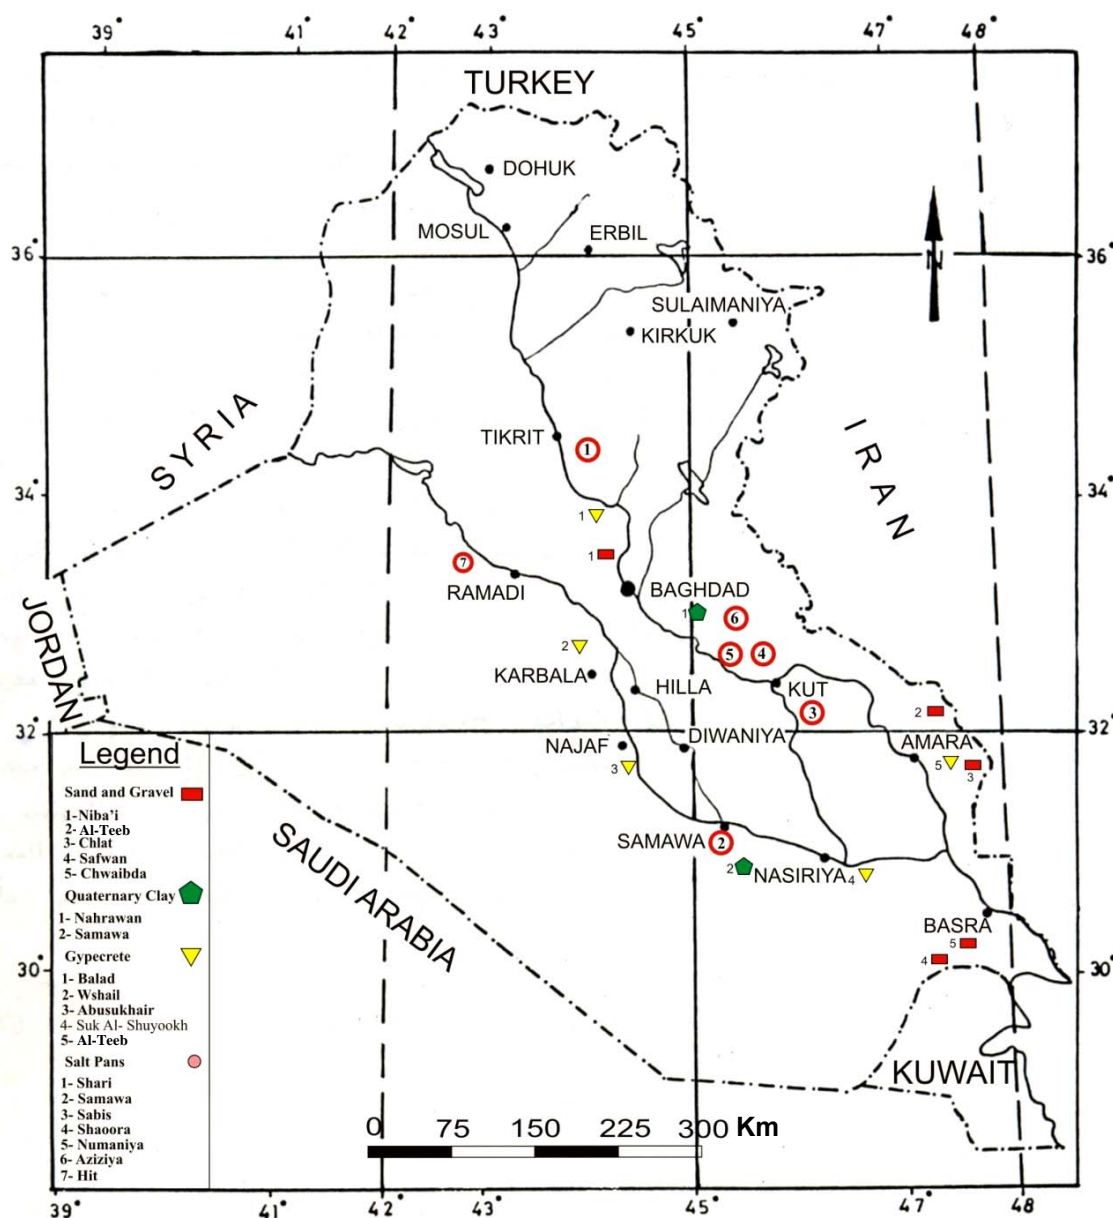 39° 41° 42° 43° 45° 47° 48°
TURKEY
DOHUK
MOSUL
ERBIL
36° 36°
N
SULAIMANIYA
KIRKUK
SYRIA
IRAN
TIKRIT
1
34° 34°
1
1
7
RAMADI
BAGHDAD
1
6
JORDAN
2
5
4
KARBALA
HILLA
KUT
3
2
32° 32°
NAJAF
DIWANIYA
AMARA
3
5
3
Legend
Sand and Gravel
1-Niba'i
2- Al-Teeb
3- Chlat
4- Safwan
5- Chwaibda
Quaternary Clay
1- Nahrawan
2- Samawa
Gypecrete
1- Balad
2- Wshail
3- Abusukhair
4- Suk Al- Shuyookh
5- Al-Teeb
Salt Pans
1- Shari
2- Samawa
3- Sabis
4- Shaoora
5- Numaniya
6- Aziziya
7- Hit
SAUDI ARABIA
SAMAWA
2
2
NASIRIYA
4
BASRA
5
4
30° 30°
KUWAIT
0 75 150 225 300 Km
39° 41° 42° 43° 45° 47° 48°